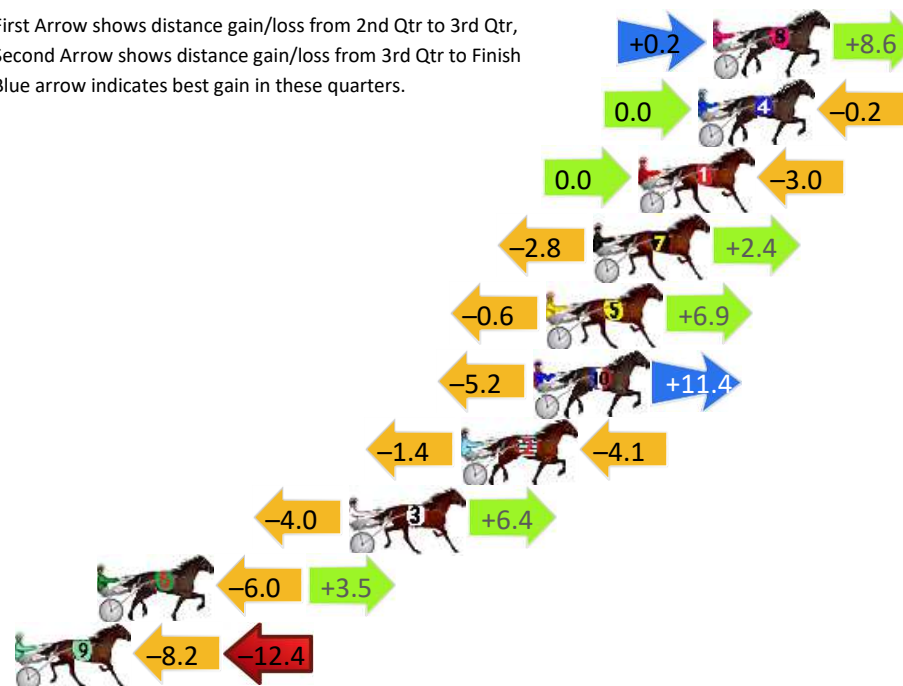 First Arrow shows distance gain/loss from 2nd Qtr to 3rd Qtr,
Second Arrow shows distance gain/loss from 3rd Qtr to Finish
Blue arrow indicates best gain in these quarters.
+0.2 8 +8.6
0.0 4 –0.2
0.0 1 –3.0
–2.8 7 +2.4
–0.6 5 +6.9
–5.2 10 +11.4
–1.4 2 –4.1
–4.0 3 +6.4
6 –6.0 +3.5
9 –8.2 –12.4